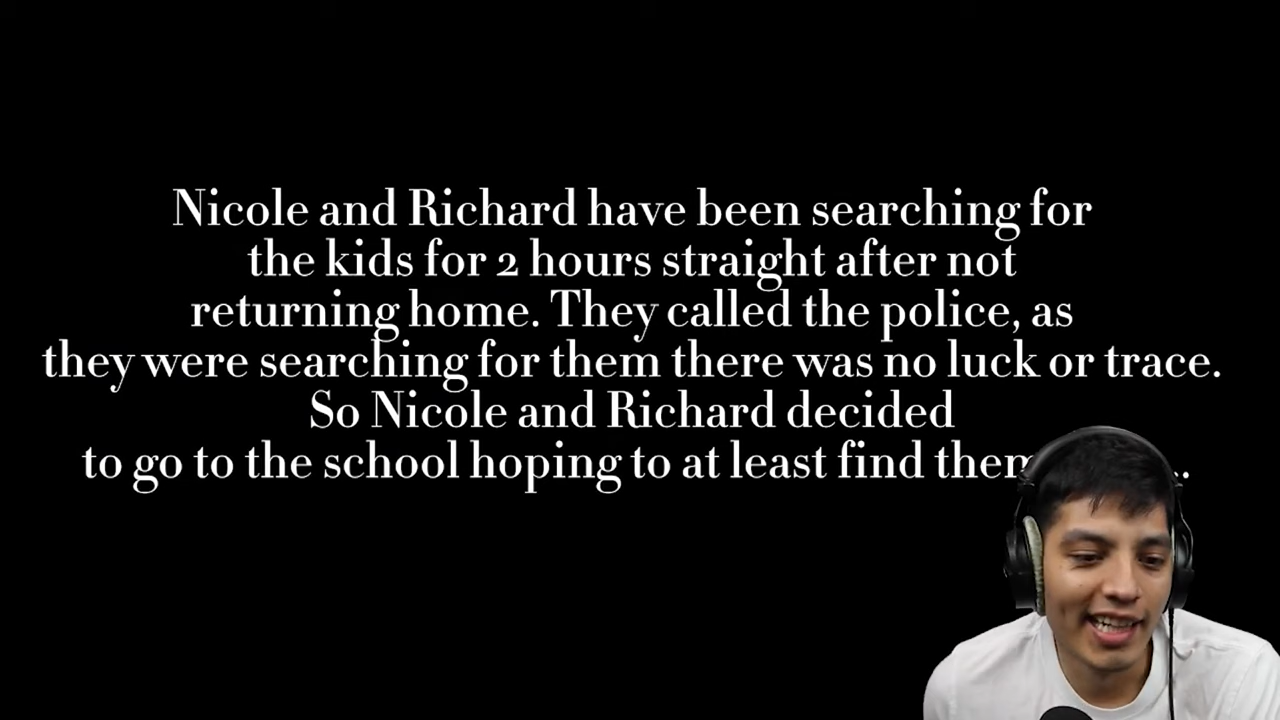 Nicole and Richard have been searching for
the kids for 2 hours straight after not
returning home. They called the police, as
they were searching for them there was no luck or trace.
So Nicole and Richard decided
to go to the school hoping to at least find